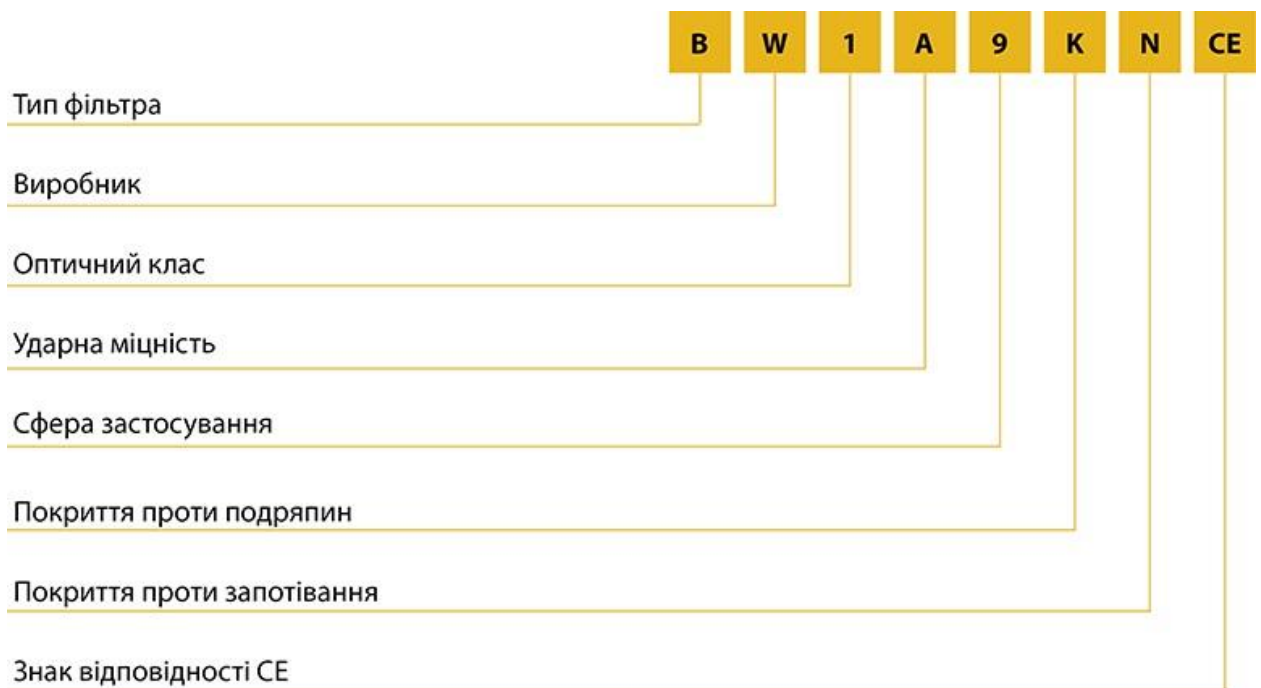 B W 1 A 9 K N CE
Тип фільтра
Виробник
Оптичний клас
Ударна міцність
Сфера застосування
Покриття проти подряпин
Покриття проти запотівання
Знак відповідності CE